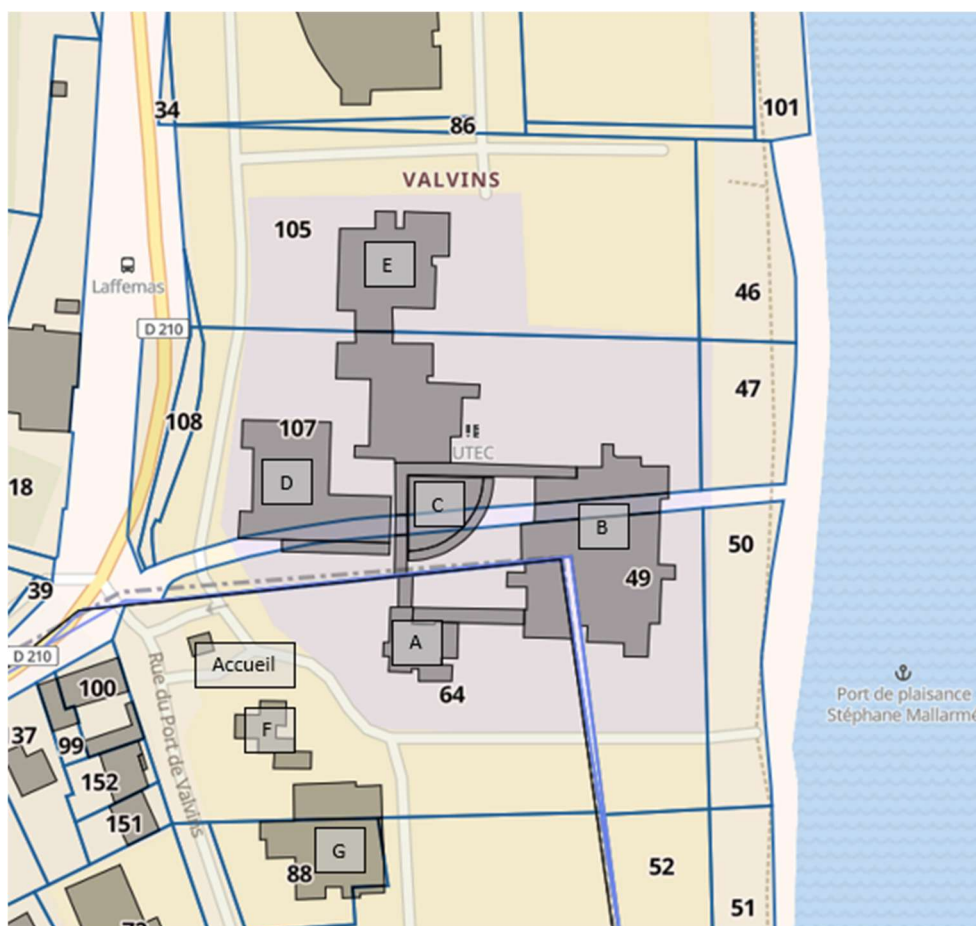 34
86
101
VALVINS
105
E
Laffemas
46
D 210
47
108
107
UTEC
18
D
C
B
50
39
49
A
D 210
Accueil
64
100
Rue du Port de Valvins
Port de plaisance
Stéphane Mallarmé
37
99
F
152
151
G
88
52
51